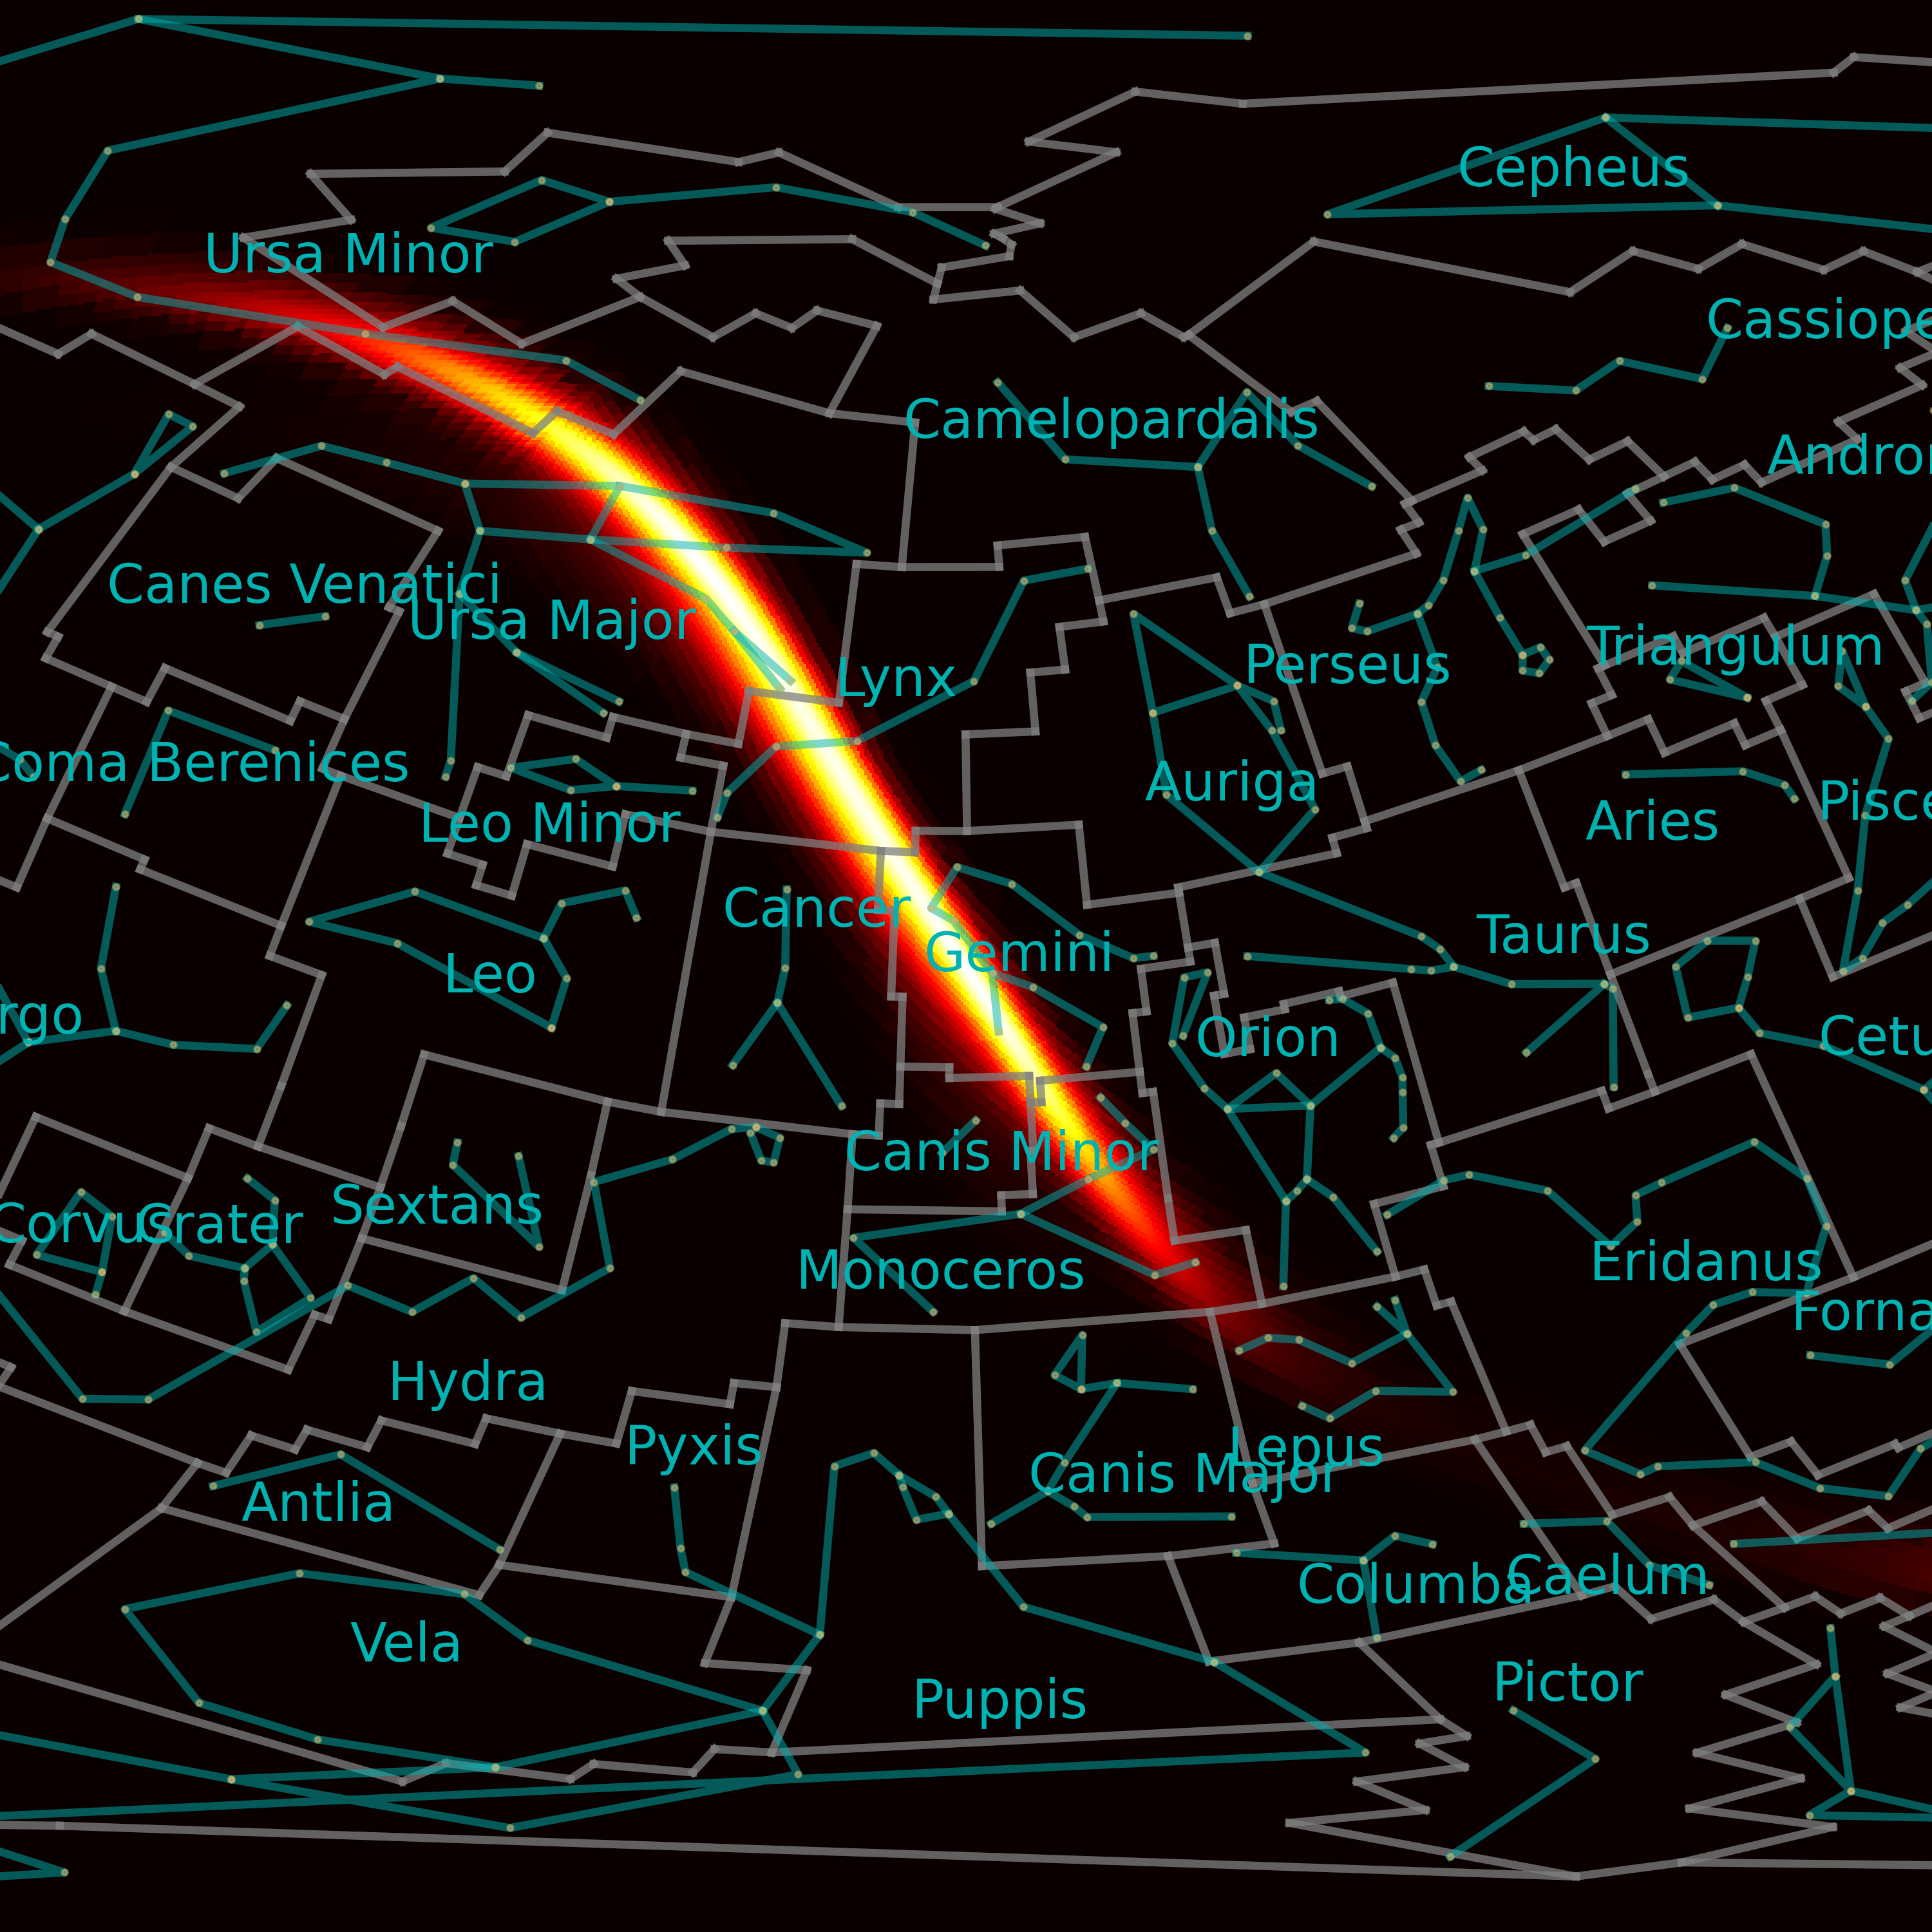 Cepheus
Ursa Minor
Cassiope
Camelopardalis
Andror
Canes Venatici
Ursa Major
Triangulum
Perseus
Lynx
Coma Berenices
Auriga
Pisce
Leo Minor
Aries
Cancer
Taurus
Gemini
Leo
rgo
Orion
Cetu
Canis Minor
Sextans
Corvus
Crater
Monoceros
Eridanus
Forna
Hydra
Pyxis
Lepus
Canis Major
Antlia
Caelum
Columba
Vela
Pictor
Puppis